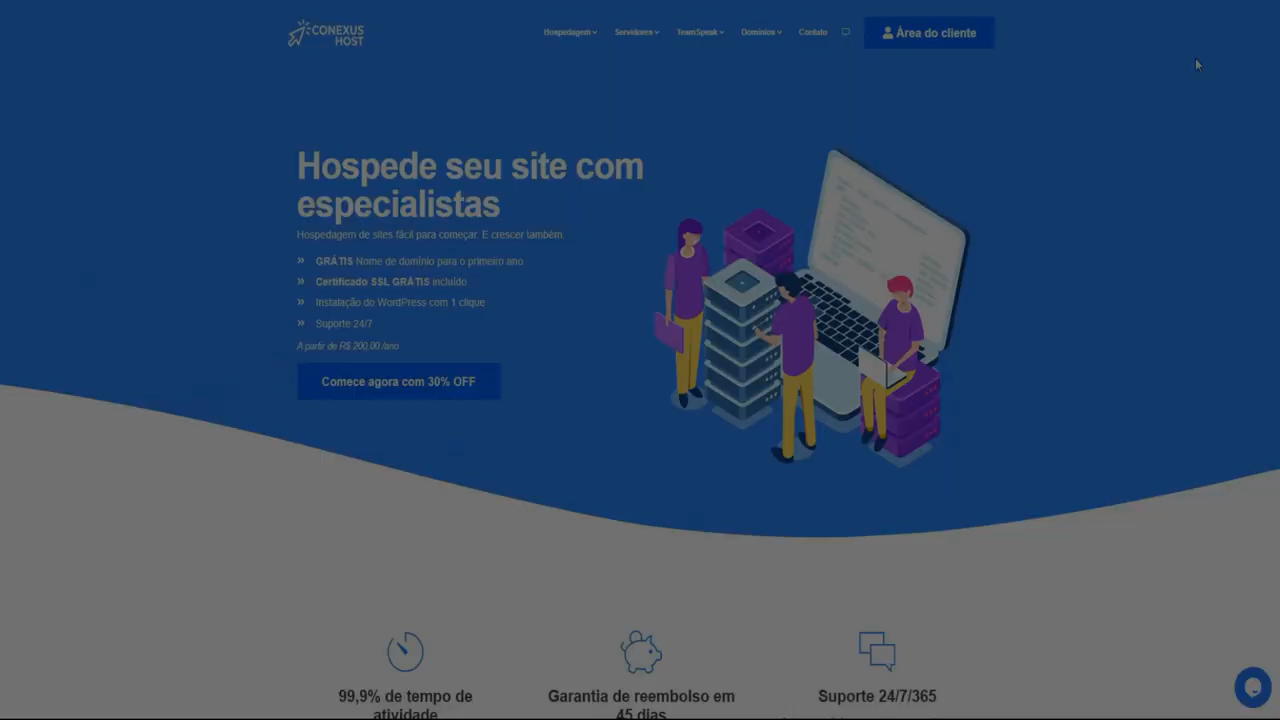 CONEXUS
HOST
Hospedagem
Servidores
TeamSpeak
Domínios
Contato
Área do cliente
Hospede seu site com
especialistas
Hospedagem de sites fácil para começar. E crescer também.
» GRÁTIS Nome de domínio para o primeiro ano
» Certificado SSL GRÁTIS incluído
» Instalação do WordPress com 1 clique
» Suporte 24/7
A partir de R$ 200,00 /ano
Comece agora com 30% OFF
99,9% de tempo de
atividade
Garantia de reembolso em
45 dias
Suporte 24/7/365